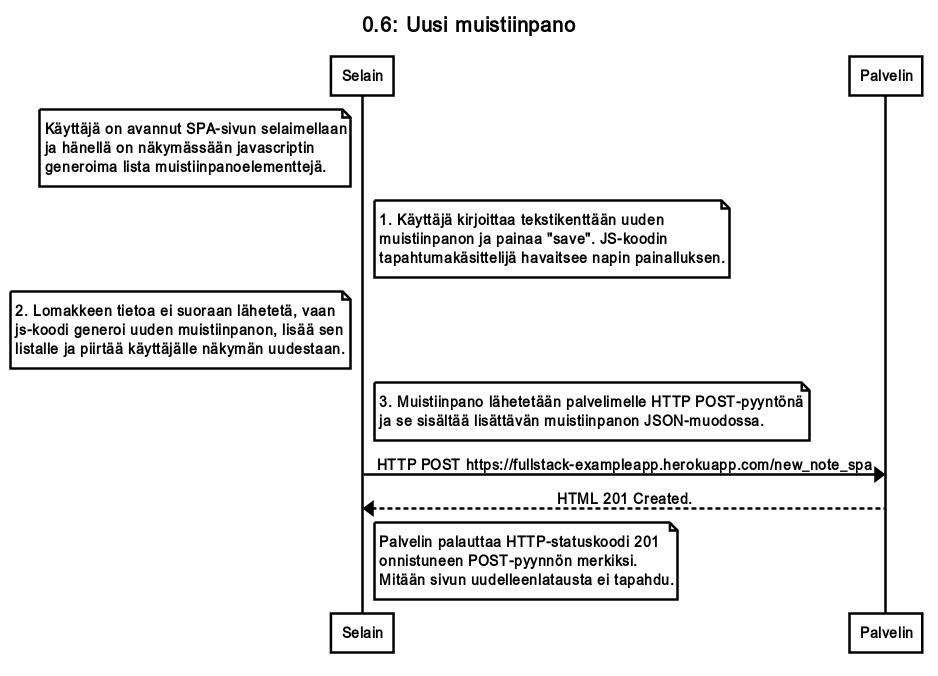 0.6: Uusi muistiinpano
Selain
Palvelin
Käyttäjä on avannut SPA-sivun selaimellaan
ja hänellä on näkymässään javascriptin
generoima lista muistiinpanoelementtejä.
1. Käyttäjä kirjoittaa tekstikenttään uuden
muistiinpanon ja painaa "save". JS-koodin
tapahtumakäsittelijä havaitsee napin painalluksen.
2. Lomakkeen tietoa ei suoraan lähetetä, vaan
js-koodi generoi uuden muistiinpanon, lisää sen
listalle ja piirtää käyttäjälle näkymän uudestaan.
3. Muistiinpano lähetetään palvelimelle HTTP POST-pyyntönä
ja se sisältää lisättävän muistiinpanon JSON-muodossa.
HTTP POST https://fullstack-exampleapp.herokuapp.com/new_note_spa
HTML 201 Created.
Palvelin palauttaa HTTP-statuskoodi 201
onnistuneen POST-pyynnön merkiksi.
Mitään sivun uudelleenlatausta ei tapahdu.
Selain
Palvelin